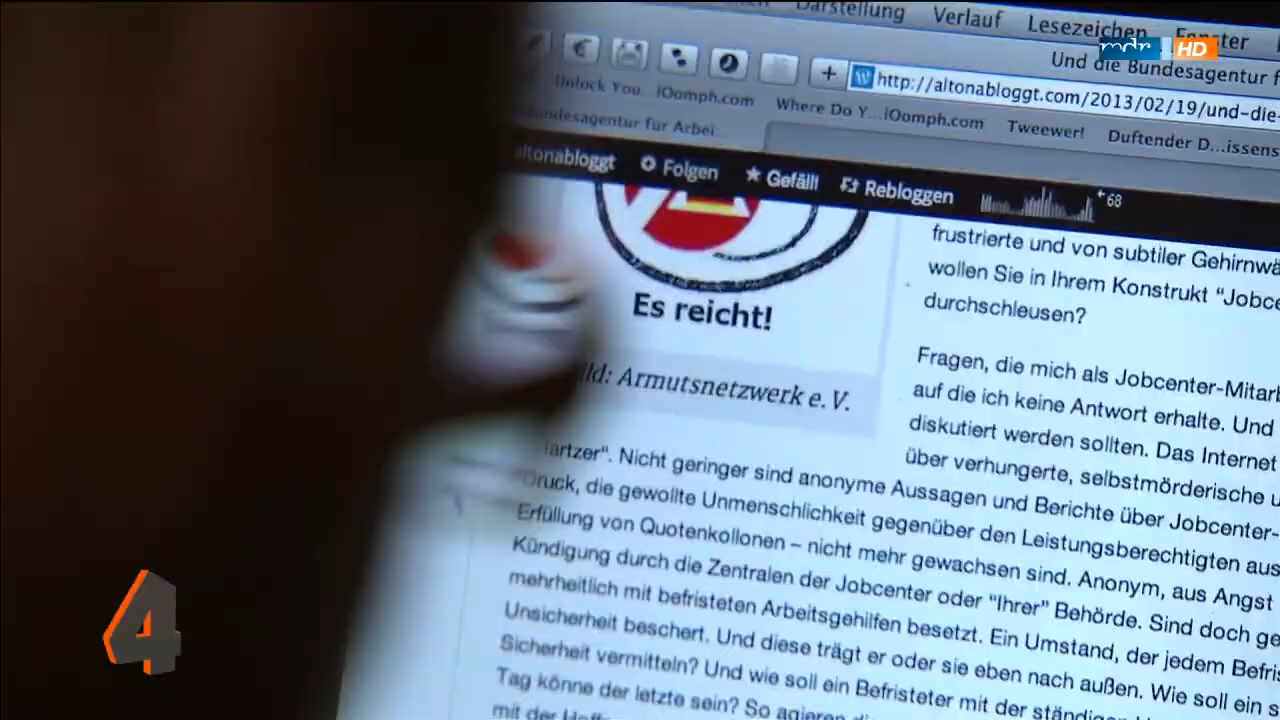 Darstellung Verlauf Lesezeichen Fenster
mdr HD
Und die Bundesagentur f
+ http://altonabloggt.com/2013/02/19/und-die-
Unlock You iOomph.com Where Do Y...iOomph.com Tweewer! Duftender D...issens
undesagentur für Arbei...
altonabloggt Folgen Gefällt Rebloggen 68
frustrierte und von subtiler Gehirnwä
wollen Sie in Ihrem Konstrukt “Jobce
durchschleusen?
Es reicht!
Fragen, die mich als Jobcenter-Mitarb
ild: Armutsnetzwerk e.V.
auf die ich keine Antwort erhalte. Und
diskutiert werden sollten. Das Internet
über verhungerte, selbstmörderische u
artzer“. Nicht geringer sind anonyme Aussagen und Berichte über Jobcenter-
Druck, die gewollte Unmenschlichkeit gegenüber den Leistungsberechtigten aus
Erfüllung von Quotenkollonen – nicht mehr gewachsen sind. Anonym, aus Angst
Kündigung durch die Zentralen der Jobcenter oder “Ihrer” Behörde. Sind doch ge
mehrheitlich mit befristeten Arbeitsgehilfen besetzt. Ein Umstand, der jedem Befris
Unsicherheit beschert. Und diese trägt er oder sie eben nach außen. Wie soll ein s
Sicherheit vermitteln? Und wie soll ein Befristeter mit der ständigen
Tag könne der letzte sein? So agieren
mit der
4